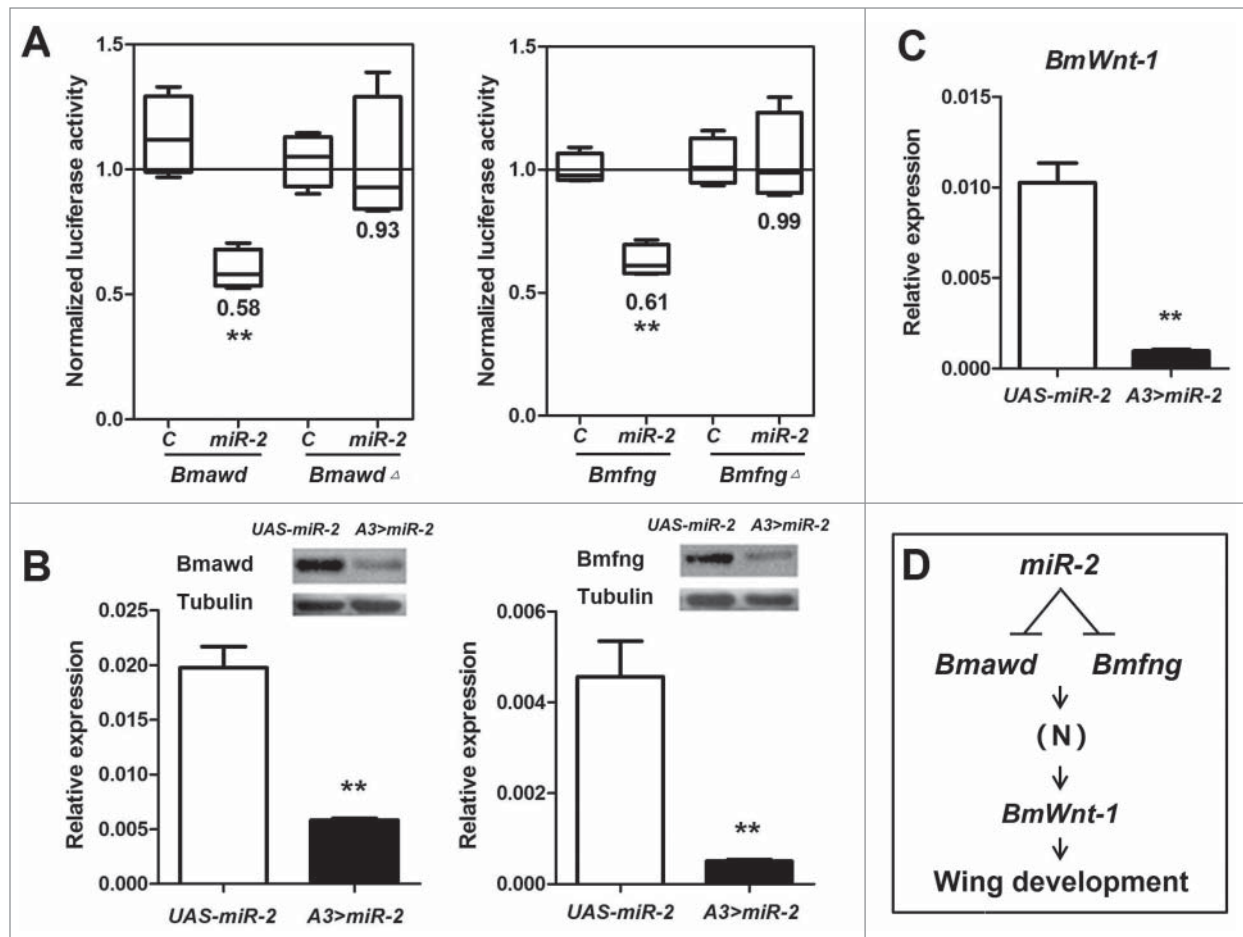 A
Normalized luciferase activity
1.5
1.0
0.5
0.0
0.58
**
0.93
C miR-2 C miR-2
Bmawd Bmawd△
Normalized luciferase activity
1.5
1.0
0.5
0.0
0.61
**
0.99
C miR-2 C miR-2
Bmfng Bmfng△
C
BmWnt-1
Relative expression
0.015
0.010
0.005
0.000
**
UAS-miR-2 A3>miR-2
B
UAS-miR-2 A3>miR-2
Bmawd
Tubulin
Relative expression
0.025
0.020
0.015
0.010
0.005
0.000
**
UAS-miR-2 A3>miR-2
UAS-miR-2 A3>miR-2
Bmfng
Tubulin
Relative expression
0.006
0.004
0.002
0.000
**
UAS-miR-2 A3>miR-2
D
miR-2
Bmawd Bmfng
(N)
BmWnt-1
Wing development